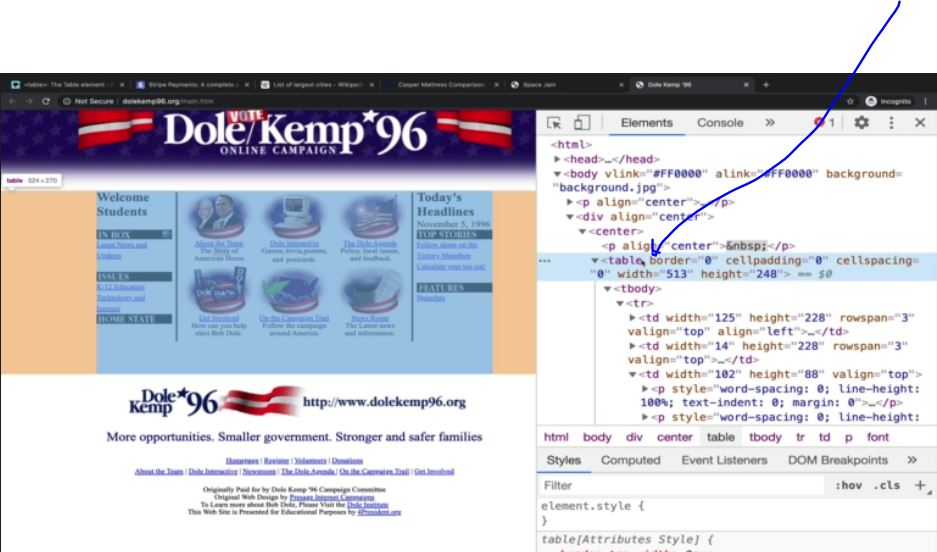 <table>: The Table element -
Stripe Payments: A complete
List of largest cities - Wikiped
Casper Mattress Comparison
Space Jam
Dole Kemp '96
Not Secure | dolekemp96.org/main.htm
Incognito
VOTE
Dole/Kemp★'96
ONLINE CAMPAIGN
table 524 × 270
Welcome
Students
IN BOX
Latest News and
Updates
ISSUES
K-12 Education
Technology and
Internet
HOME STATE
About the Team
The Story of
American Heros.
Dole Interactive
Games, trivia, posters,
and postcards.
The Dole Agenda
Policy, local issues,
and feedback.
Get Involved
How can you help
elect Bob Dole.
On the Campaign Trail
Follow the campaign
around America.
News Room
The Latest news
and information.
Today's
Headlines
November 5, 1996
TOP STORIES
Follow along on the
Victory Marathon
Calculate your tax cut!
FEATURES
Speeches
Dole
Kemp★'96
http://www.dolekemp96.org
More opportunities. Smaller government. Stronger and safer families
Homepage | Register | Volunteers | Donations
About the Team | Dole Interactive | Newsroom | The Dole Agenda | On the Campaign Trail | Get Involved
Originally Paid for by Dole Kemp '96 Campaign Committee
Original Web Design by Presage Internet Campaigns
To Learn more about Bob Dole, Please Visit the Dole Institute
This Web Site is Presented for Educational Purposes by 4President.org
Elements Console » 1
<html>
<head>…</head>
<body vlink="#FF0000" alink="#FF0000" background=
"background.jpg">
<p align="center">…</p>
<div align="center">
<center>
<p align="center">&nbsp;</p>
<table border="0" cellpadding="0" cellspacing=
"0" width="513" height="248"> == $0
<tbody>
<tr>
<td width="125" height="228" rowspan="3"
valign="top" align="left">…</td>
<td width="14" height="228" rowspan="3"
valign="top">…</td>
<td width="102" height="88" valign="top">
<p style="word-spacing: 0; line-height:
100%; text-indent: 0; margin: 0">…</p>
<p style="word-spacing: 0; line-height:
html body div center table tbody tr td p font
Styles Computed Event Listeners DOM Breakpoints »
Filter :hov .cls +
element.style {
}
table[Attributes Style] {